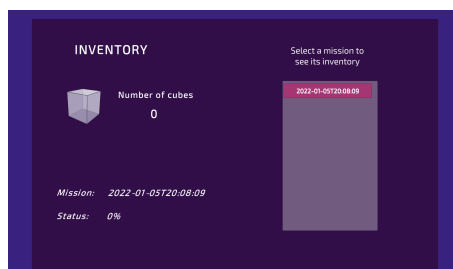 INVENTORY
Number of cubes
0
Mission: 2022-01-05T20:08:09
Status: 0%
Select a mission to
see its inventory
2022-01-05T20:08:09